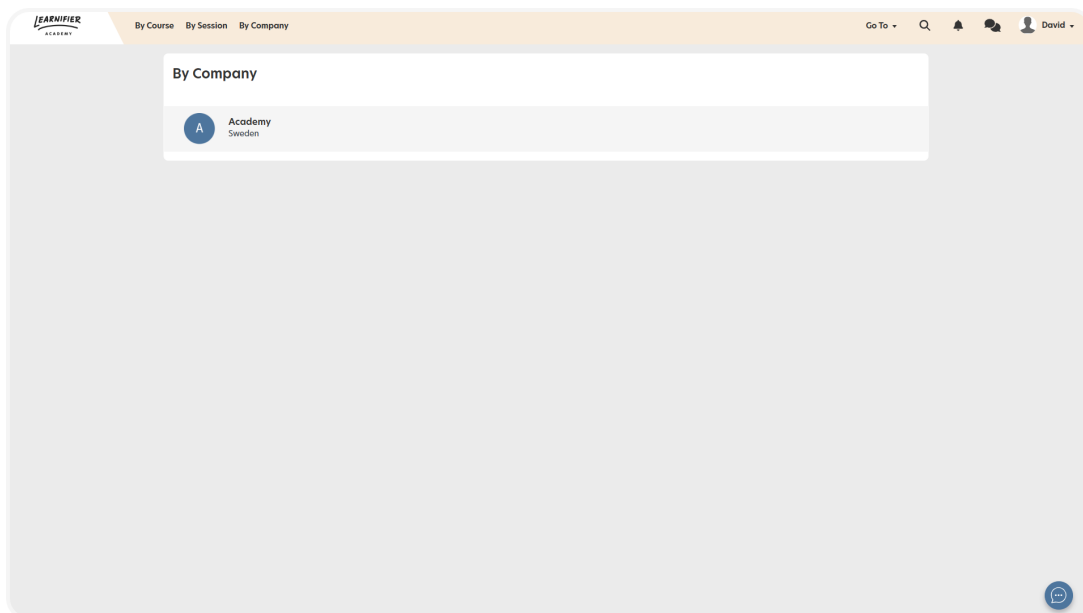 LEARNIFIER
ACADEMY
By Course By Session By Company
Go To
David
By Company
A
Academy
Sweden